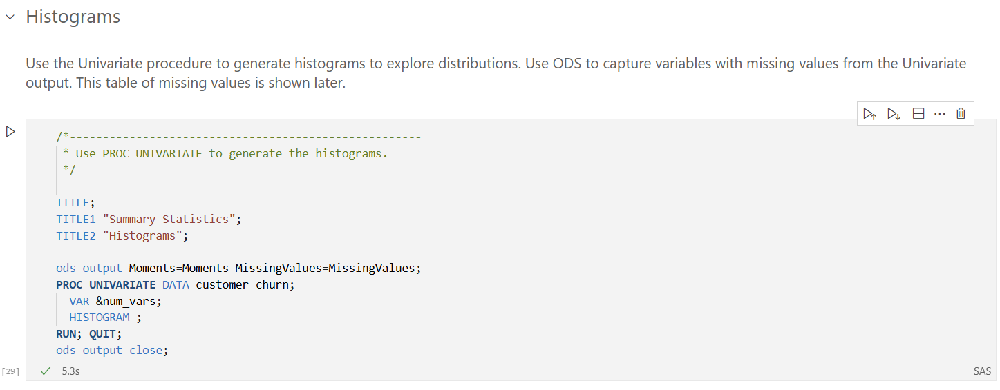 Histograms
Use the Univariate procedure to generate histograms to explore distributions. Use ODS to capture variables with missing values from the Univariate
output. This table of missing values is shown later.
/*-----------------------------------------------------
* Use PROC UNIVARIATE to generate the histograms.
*/
TITLE;
TITLE1 "Summary Statistics";
TITLE2 "Histograms";
ods output Moments=Moments MissingValues=MissingValues;
PROC UNIVARIATE DATA=customer_churn;
VAR &num_vars;
HISTOGRAM ;
RUN; QUIT;
ods output close;
[29] 5.3s SAS